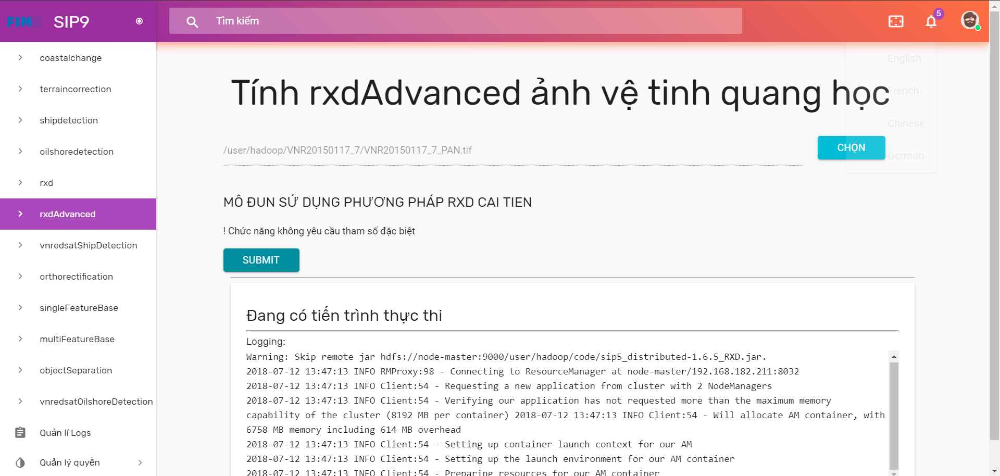 FIMO SIP9
Tìm kiếm
5
coastalchange
terraincorrection
shipdetection
oilshoredetection
rxd
rxdAdvanced
vnredsatShipDetection
orthorectification
singleFeatureBase
multiFeatureBase
objectSeparation
vnredsatOilshoreDetection
Quản lí Logs
Quản lý quyền
English
French
Chinese
German
Tính rxdAdvanced ảnh vệ tinh quang học
/user/hadoop/VNR20150117_7/VNR20150117_7_PAN.tif
CHỌN
MÔ ĐUN SỬ DỤNG PHƯƠNG PHÁP RXD CAI TIEN
! Chức năng không yêu cầu tham số đặc biệt
SUBMIT
Đang có tiến trình thực thi
Logging:
Warning: Skip remote jar hdfs://node-master:9000/user/hadoop/code/sip5_distributed-1.6.5_RXD.jar.
2018-07-12 13:47:13 INFO RMProxy:98 - Connecting to ResourceManager at node-master/192.168.182.211:8032
2018-07-12 13:47:13 INFO Client:54 - Requesting a new application from cluster with 2 NodeManagers
2018-07-12 13:47:13 INFO Client:54 - Verifying our application has not requested more than the maximum memory
capability of the cluster (8192 MB per container) 2018-07-12 13:47:13 INFO Client:54 - Will allocate AM container, with
6758 MB memory including 614 MB overhead
2018-07-12 13:47:13 INFO Client:54 - Setting up container launch context for our AM
2018-07-12 13:47:13 INFO Client:54 - Setting up the launch environment for our AM container
2018-07-12 13:47:13 INFO Client:54 - Preparing resources for our AM container